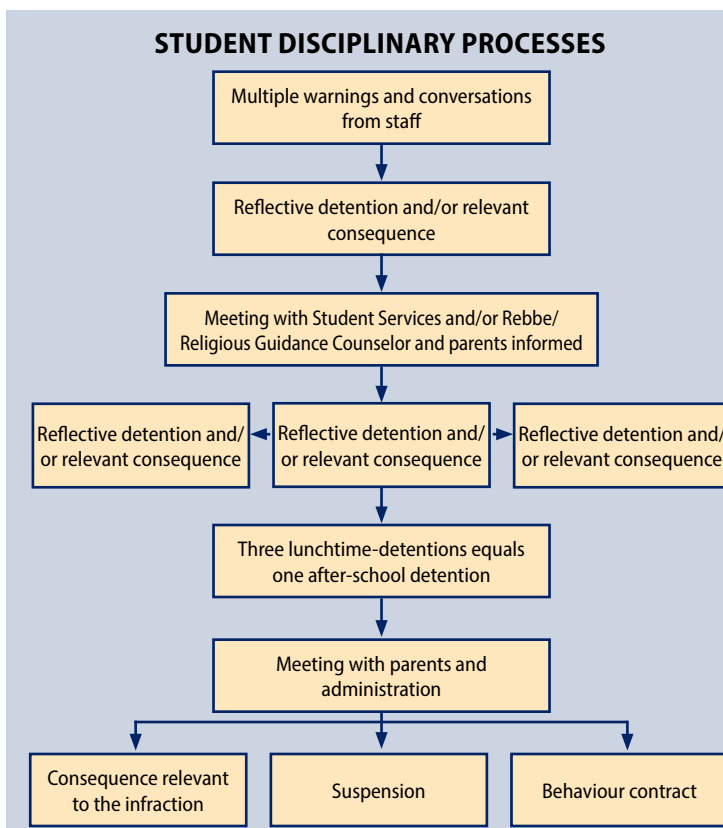 STUDENT DISCIPLINARY PROCESSES
Multiple warnings and conversations
from staff
Reflective detention and/or relevant
consequence
Meeting with Student Services and/or Rebbe/
Religious Guidance Counselor and parents informed
Reflective detention and/
or relevant consequence
Reflective detention and/
or relevant consequence
Reflective detention and/
or relevant consequence
Three lunchtime-detentions equals
one after-school detention
Meeting with parents and
administration
Consequence relevant
to the infraction
Suspension
Behaviour contract